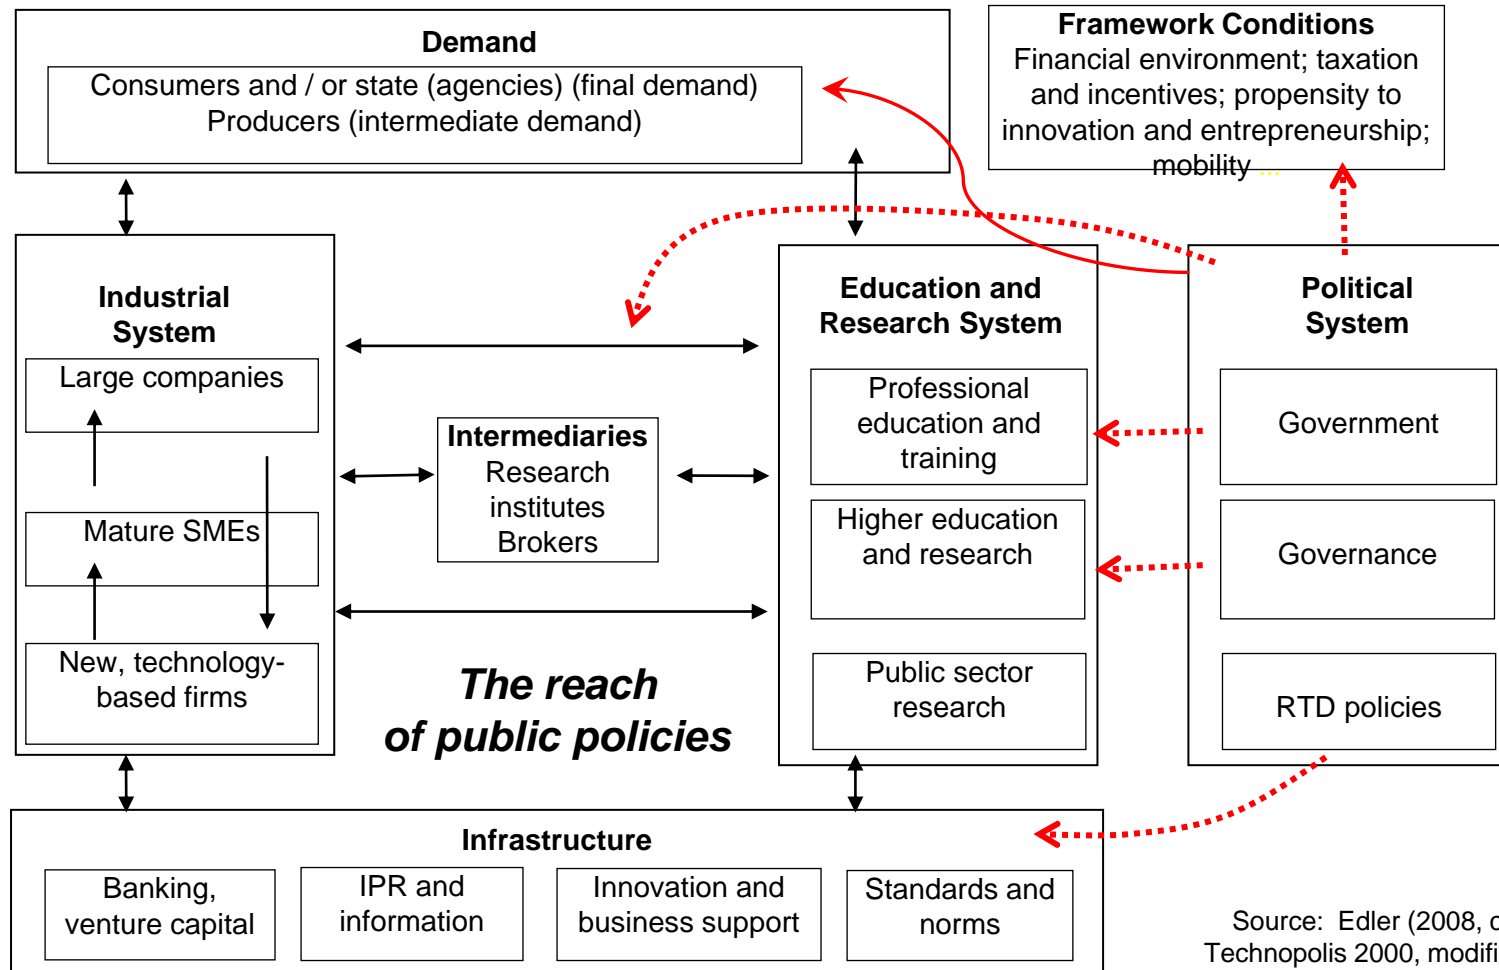 Demand
Consumers and / or state (agencies) (final demand)
Producers (intermediate demand)
Framework Conditions
Financial environment; taxation
and incentives; propensity to
innovation and entrepreneurship;
mobility ...
Industrial
System
Large companies
Mature SMEs
New, technology-
based firms
Intermediaries
Research
institutes
Brokers
The reach
of public policies
Education and
Research System
Professional
education and
training
Higher education
and research
Public sector
research
Political
System
Government
Governance
RTD policies
Infrastructure
Banking,
venture capital
IPR and
information
Innovation and
business support
Standards and
norms
Source: Edler (2008,
Technopolis 2000,